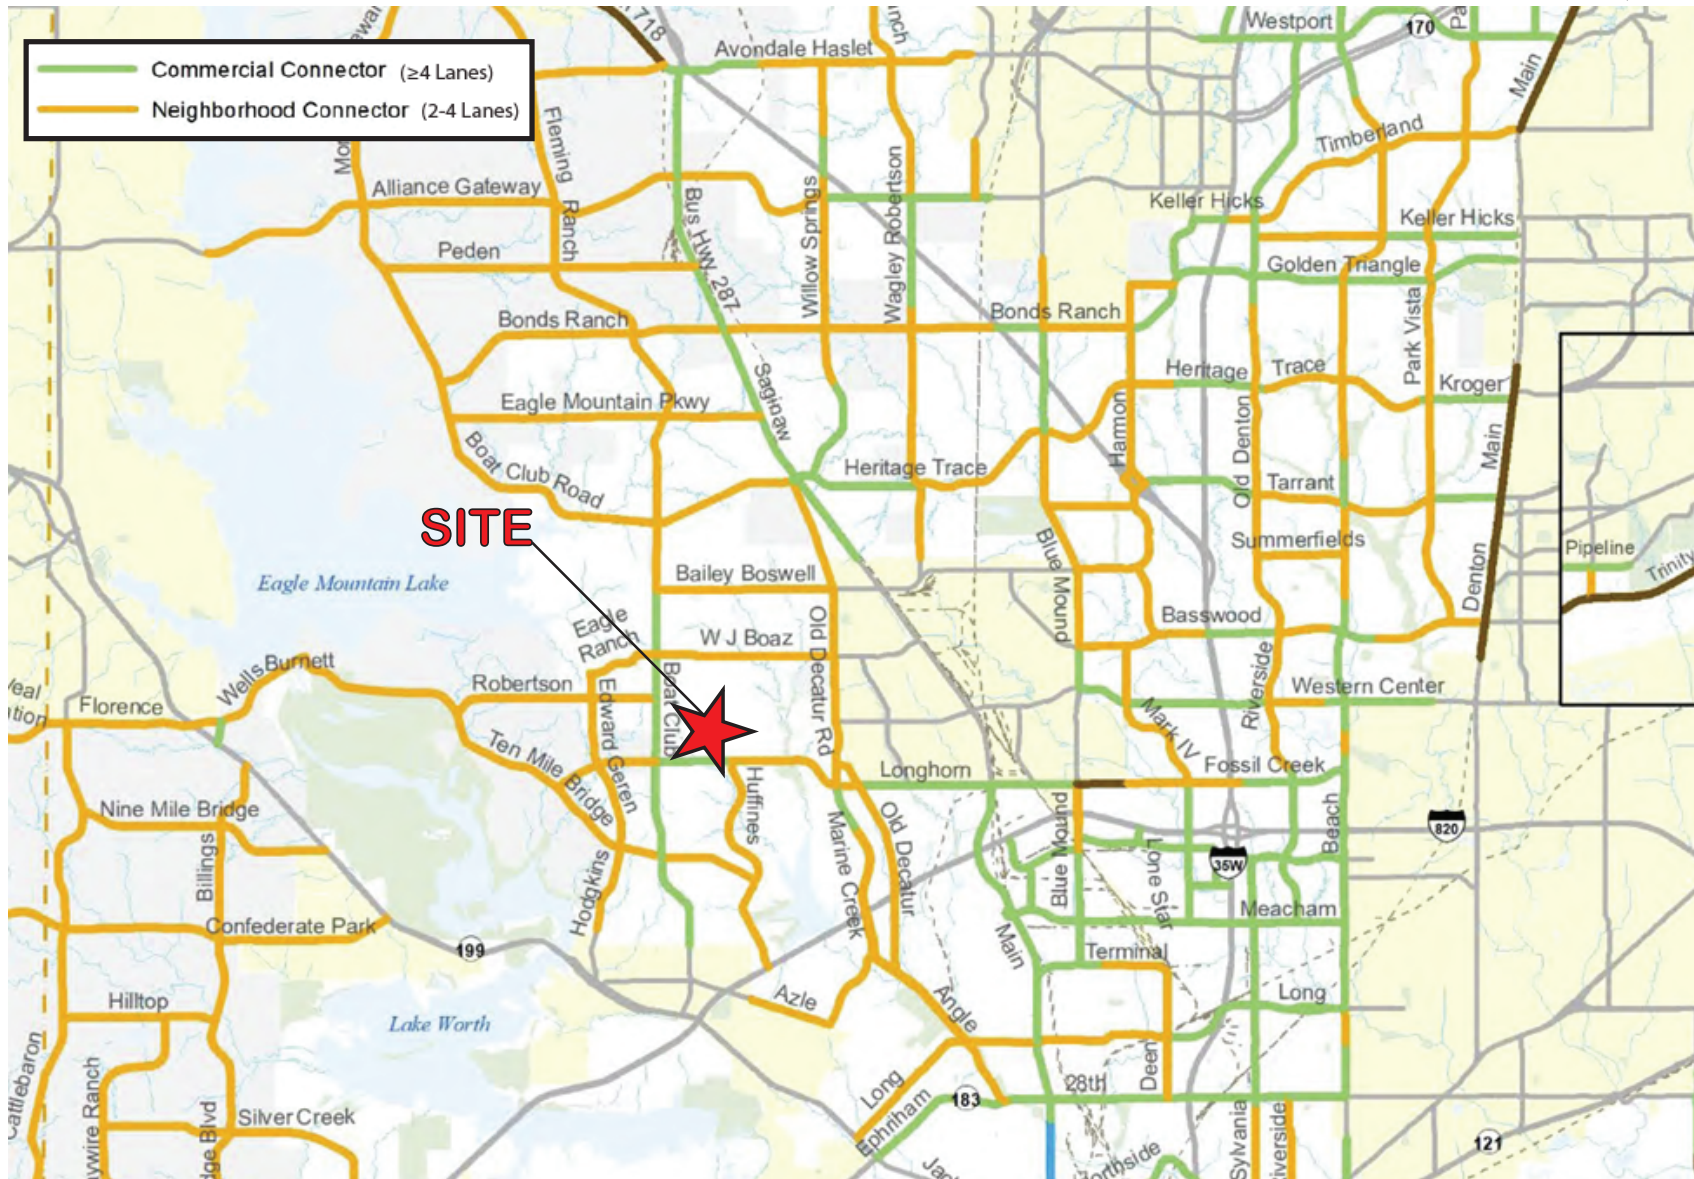 718
Avondale Haslet
Westport
170
Main
Commercial Connector (≥4 Lanes)
Neighborhood Connector (2-4 Lanes)
Fleming
Ranch
Timberland
Alliance Gateway
Bus Hwy. 287
Willow Springs
Wagley Robertson
Keller Hicks
Keller Hicks
Peden
Golden Triangle
Bonds Ranch
Bonds Ranch
Park Vista
Heritage Trace
Kroger
Saginaw
Eagle Mountain Pkwy
Harmon
Old Denton
Main
Boat Club Road
Heritage Trace
Tarrant
SITE
Blue Mound
Summerfields
Pipeline
Trinity
Eagle Mountain Lake
Bailey Boswell
Denton
Eagle
Ranch
W J Boaz
Old Decatur Rd
Basswood
Wells Burnett
Robertson
Edward Geren
Boat Club
Riverside
Western Center
Florence
Mark IV
Ten Mile Bridge
Longhorn
Fossil Creek
Huffines
Nine Mile Bridge
Billings
Marine Creek
Old Decatur
Blue Mound
Lone Star
35W
Beach
820
Hodgkins
Meacham
Confederate Park
199
Main
Terminal
Hilltop
Lake Worth
Azle
Angle
Long
Cattlebaron
Deen
28th
Long
Ephriham
183
Silver Creek
Sylvania
121